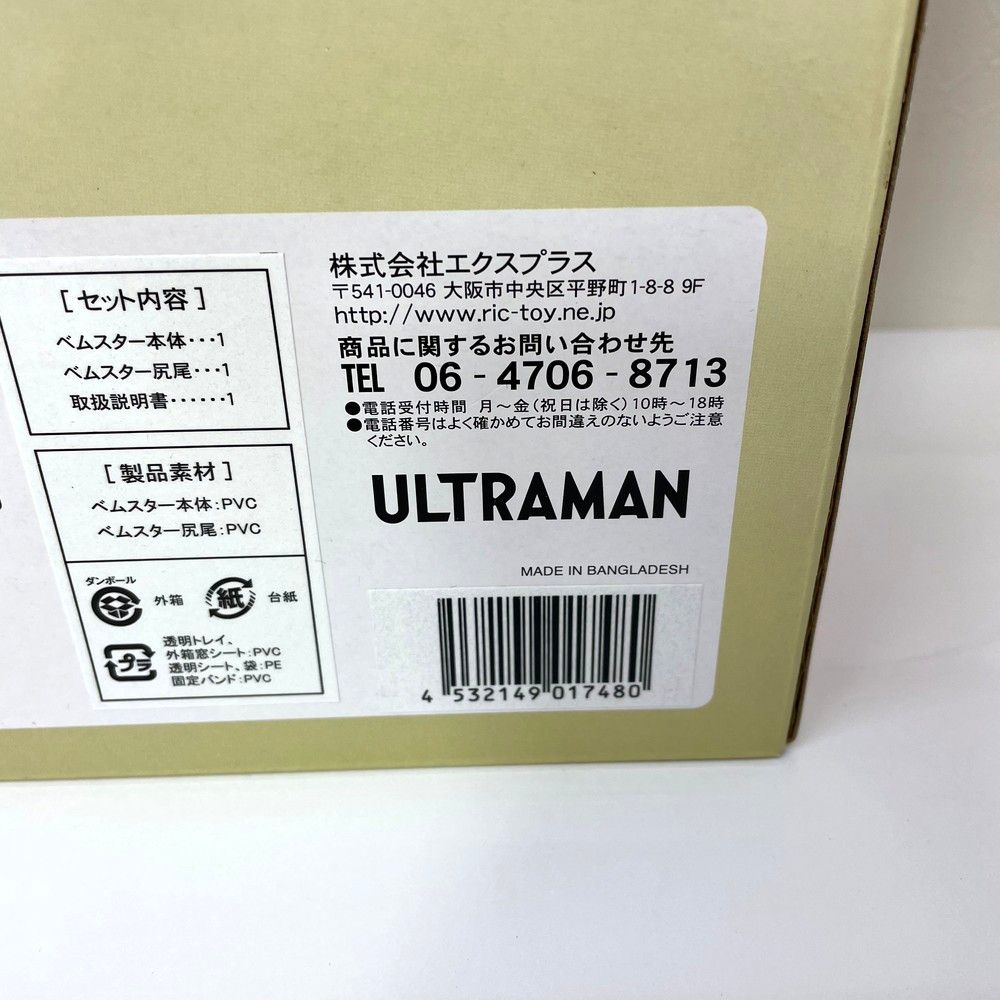 [セット内容]
ベムスター本体・・・1
ベムスター尻尾・・・1
取扱説明書・・・・・・1
[製品素材]
ベムスター本体:PVC
ベムスター尻尾:PVC
ダンボール
外箱
紙
台紙
プラ
透明トレイ、
外箱窓シート:PVC
透明シート、袋:PE
固定バンド:PVC
株式会社エクスプラス
〒541-0046 大阪市中央区平野町1-8-8 9F
http://www.ric-toy.ne.jp
商品に関するお問い合わせ先
TEL 06-4706-8713
●電話受付時間 月~金(祝日は除く)10時~18時
●電話番号はよく確かめてお間違えのないようご注意
ください。
ULTRAMAN
MADE IN BANGLADESH
4 532149 017480